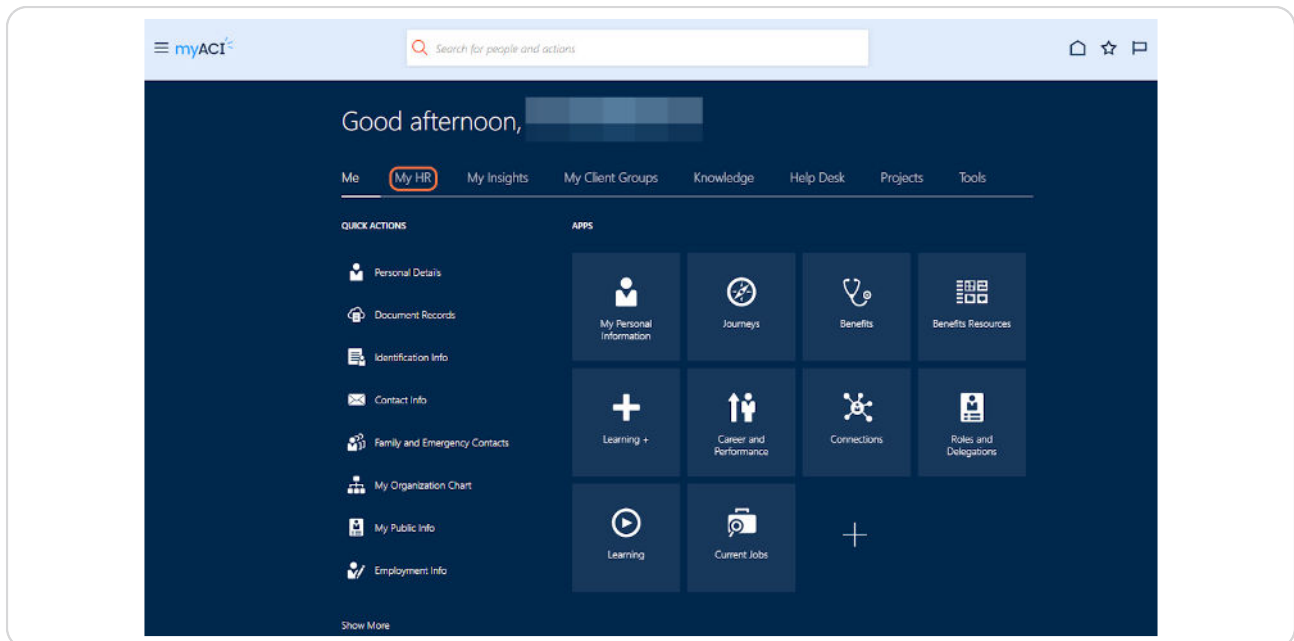 myACI
Search for people and actions
Good afternoon,
Me My HR My Insights My Client Groups Knowledge Help Desk Projects Tools
QUICK ACTIONS
Personal Details
Document Records
Identification Info
Contact Info
Family and Emergency Contacts
My Organization Chart
My Public Info
Employment Info
Show More
APPS
My Personal
Information
Journeys
Benefits
Benefits Resources
Learning +
Career and
Performance
Connections
Roles and
Delegations
Learning
Current Jobs